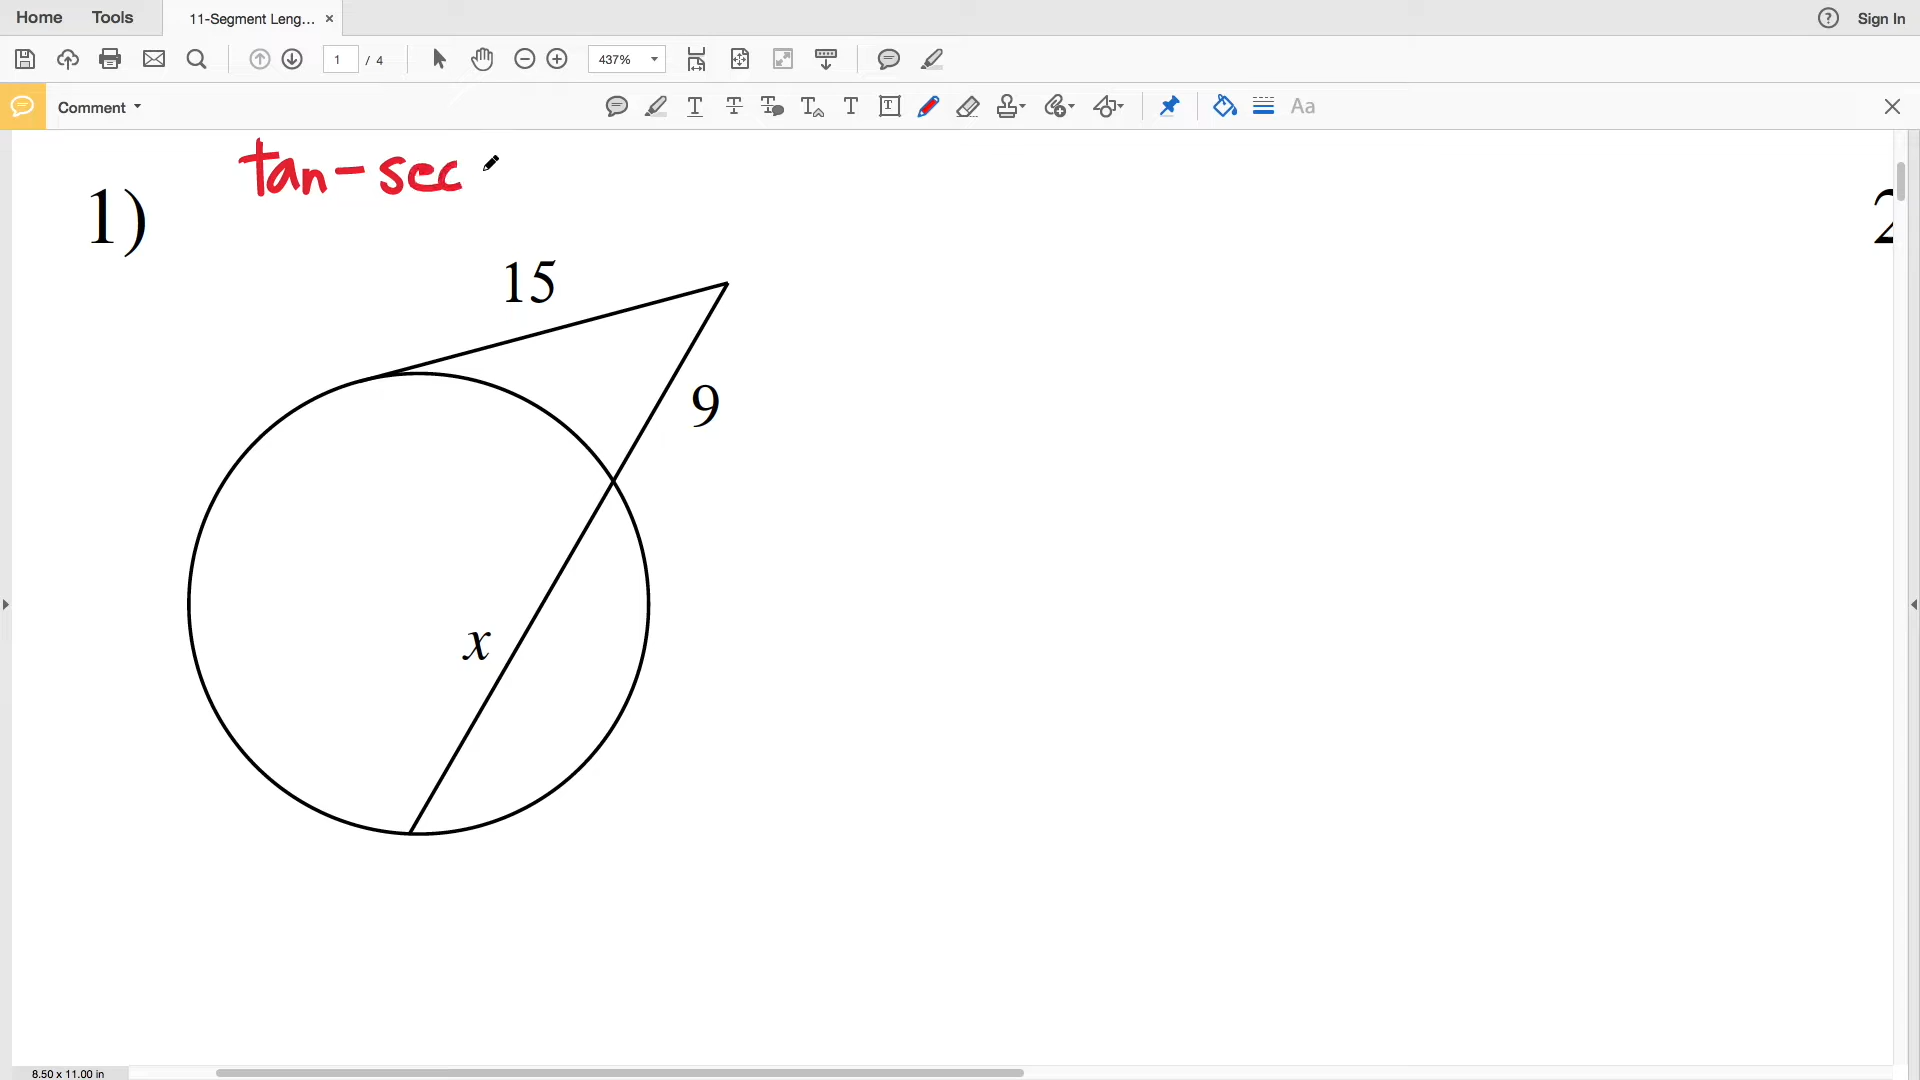 Home Tools 11-Segment Leng... × ? Sign In
1 / 4 437%
Comment T T T T T T Aa
tan-sec
1) 2
15
9
x
8.50 x 11.00 in